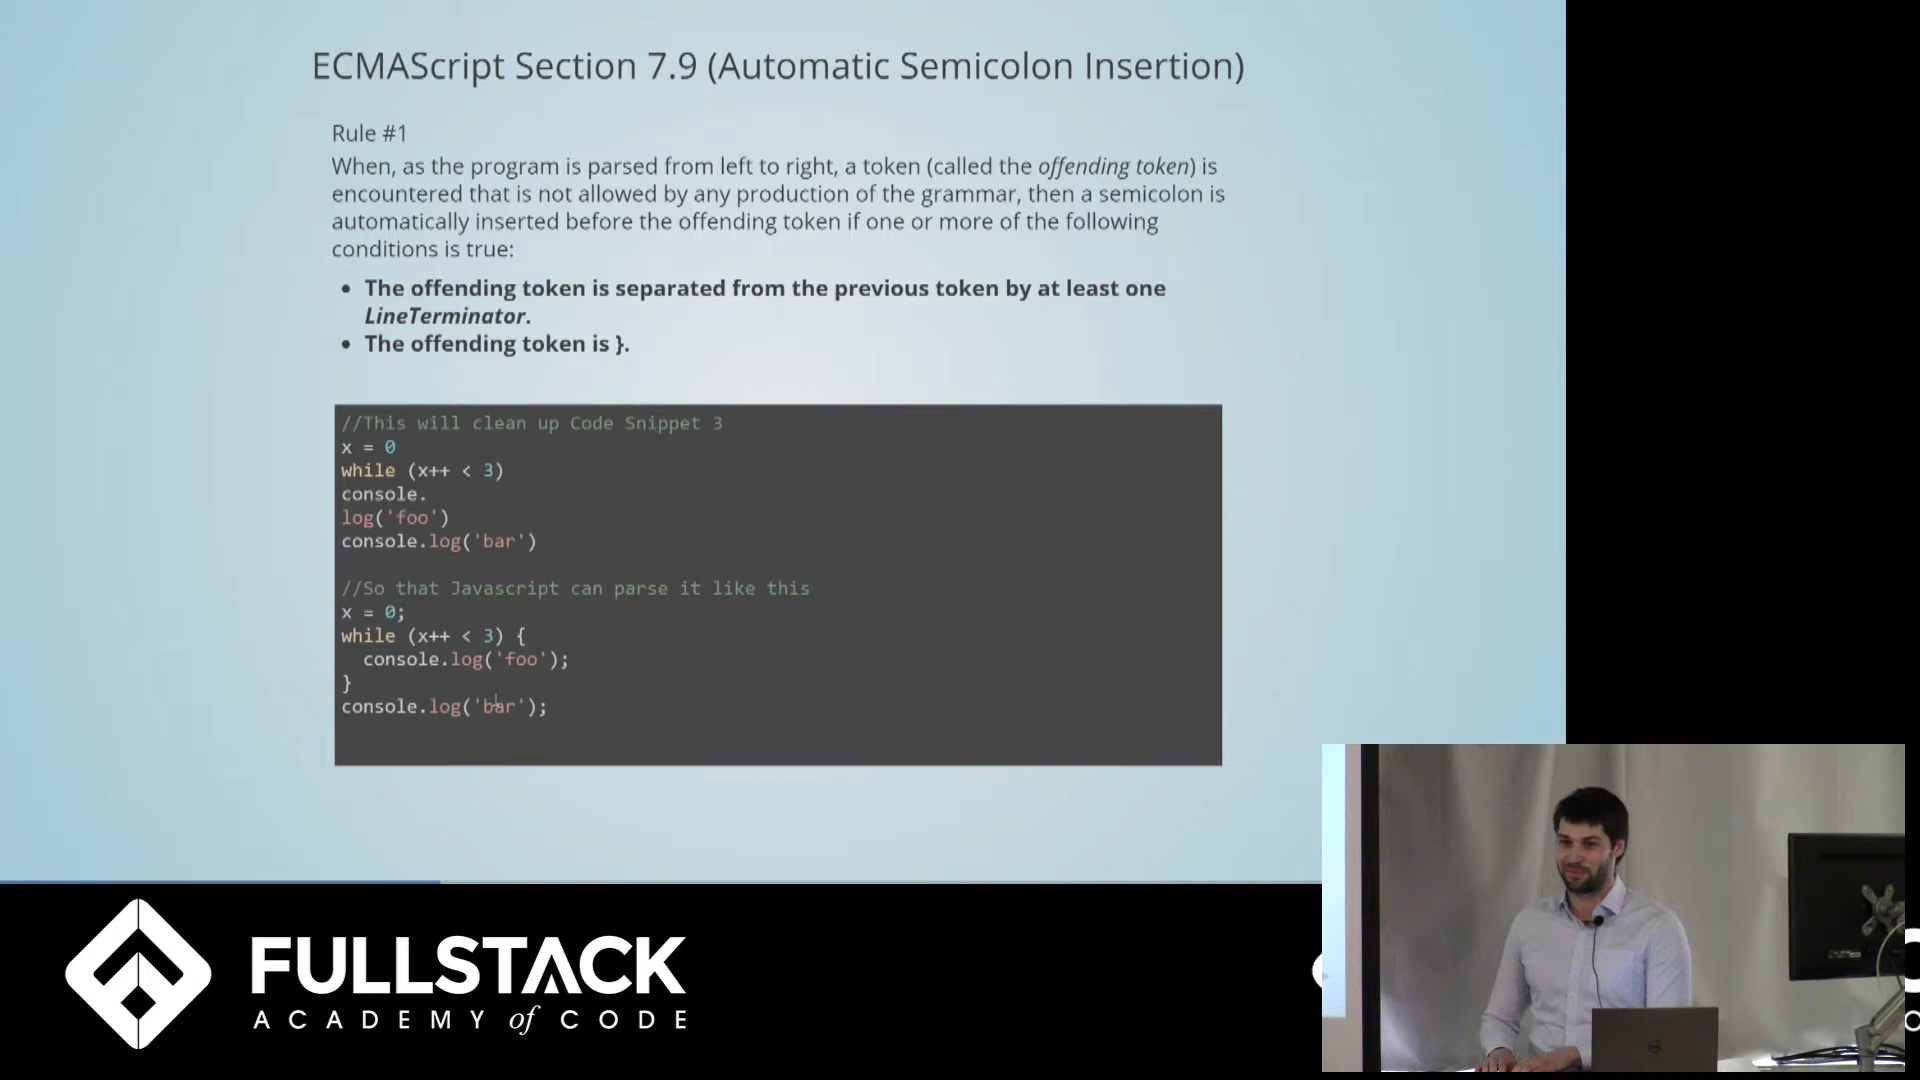 ECMAScript Section 7.9 (Automatic Semicolon Insertion)
Rule #1
When, as the program is parsed from left to right, a token (called the offending token) is
encountered that is not allowed by any production of the grammar, then a semicolon is
automatically inserted before the offending token if one or more of the following
conditions is true:
• The offending token is separated from the previous token by at least one
LineTerminator.
• The offending token is }.
//This will clean up Code Snippet 3
x = 0
while (x++ < 3)
console.
log('foo')
console.log('bar')
//So that Javascript can parse it like this
x = 0;
while (x++ < 3) {
  console.log('foo');
}
console.log('bar');
FULLSTACK
ACADEMY of CODE